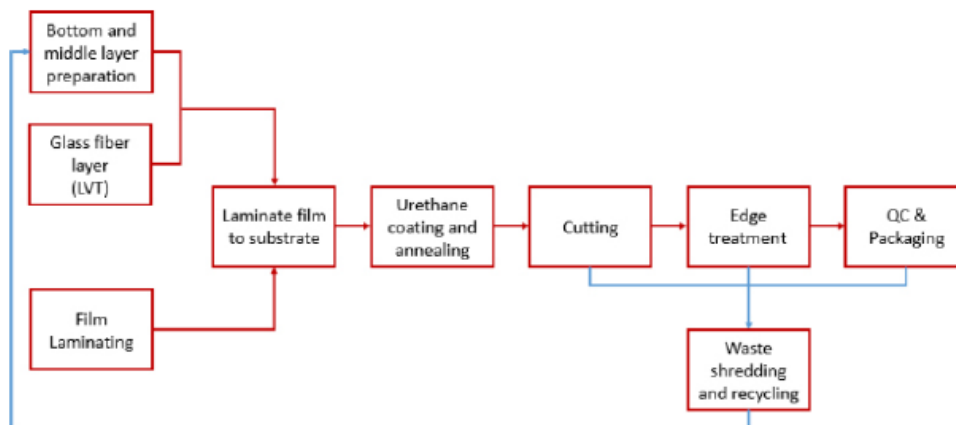 Bottom and
middle layer
preparation
Glass fiber
layer
(LVT)
Laminate film
to substrate
Urethane
coating and
annealing
Cutting
Edge
treatment
QC &
Packaging
Film
Laminating
Waste
shredding
and recycling